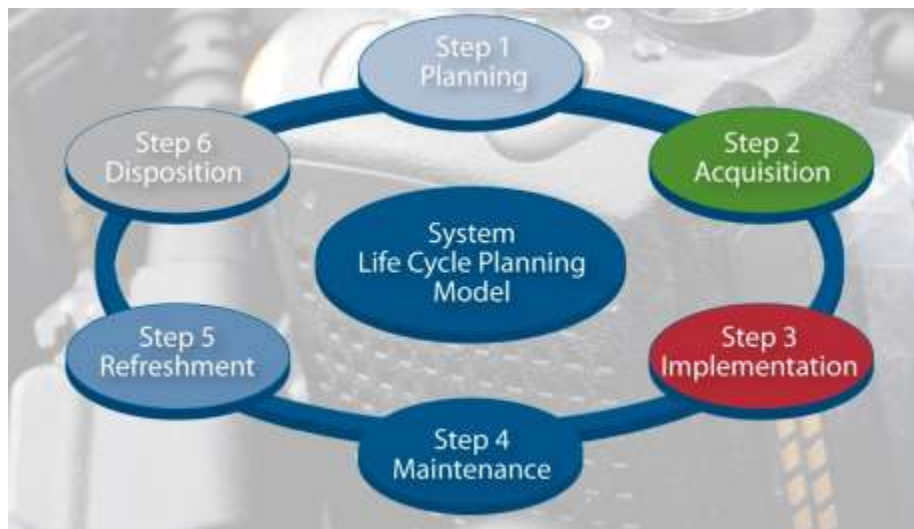 Step 1
Planning
Step 2
Acquisition
Step 3
Implementation
Step 4
Maintenance
Step 5
Refreshment
Step 6
Disposition
System
Life Cycle Planning
Model